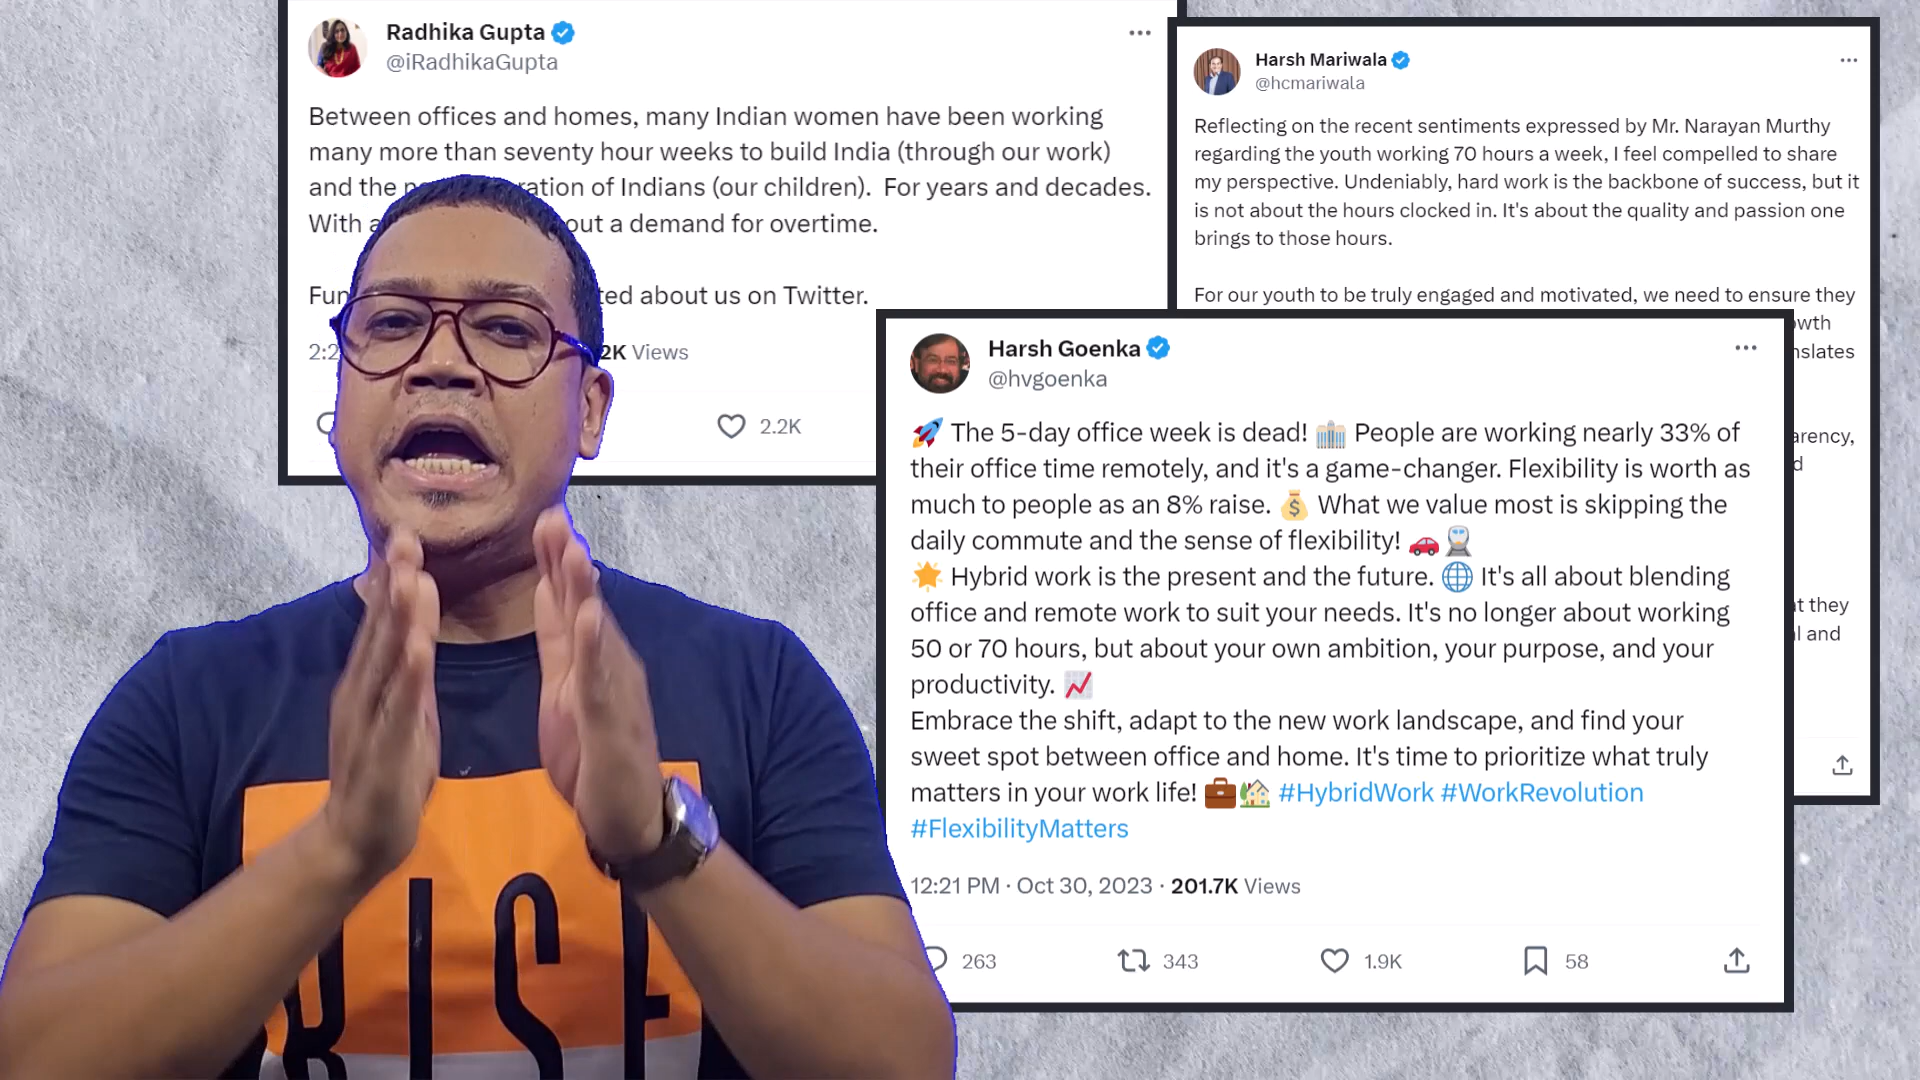 Radhika Gupta
@iRadhikaGupta
Between offices and homes, many Indian women have been working
many more than seventy hour weeks to build India (through our work)
and the ration of Indians (our children). For years and decades.
With out a demand for overtime.
about us on Twitter.
2K Views
2.2K
Harsh Mariwala
@hcmariwala
Reflecting on the recent sentiments expressed by Mr. Narayan Murthy
regarding the youth working 70 hours a week, I feel compelled to share
my perspective. Undeniably, hard work is the backbone of success, but it
is not about the hours clocked in. It's about the quality and passion one
brings to those hours.
For our youth to be truly engaged and motivated, we need to ensure they
they
and
Harsh Goenka
@hvgoenka
🚀 The 5-day office week is dead! 🏙️ People are working nearly 33% of
their office time remotely, and it's a game-changer. Flexibility is worth as
much to people as an 8% raise. 💰 What we value most is skipping the
daily commute and the sense of flexibility! 🚗🚆
🌟 Hybrid work is the present and the future. 🌐 It's all about blending
office and remote work to suit your needs. It's no longer about working
50 or 70 hours, but about your own ambition, your purpose, and your
productivity. 📈
Embrace the shift, adapt to the new work landscape, and find your
sweet spot between office and home. It's time to prioritize what truly
matters in your work life! 💼🏡 #HybridWork #WorkRevolution
#FlexibilityMatters
12:21 PM · Oct 30, 2023 · 201.7K Views
263 343 1.9K 58
RISE